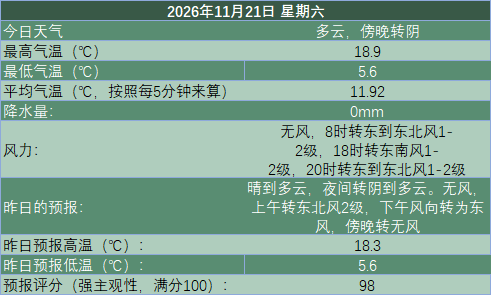 2026年11月21日 星期六
今日天气 多云，傍晚转阴
最高气温（℃） 18.9
最低气温（℃） 5.6
平均气温（℃，按照每5分钟来算） 11.92
降水量： 0mm
风力： 无风，8时转东到东北风1-
2级，18时转东南风1-
2级，20时转东到东北风1-2级
昨日的预报： 晴到多云，夜间转阴到多云。无风，
上午转东北风2级，下午风向转为东
风，傍晚转无风
昨日预报高温（℃）： 18.3
昨日预报低温（℃）： 5.6
预报评分（强主观性，满分100）： 98